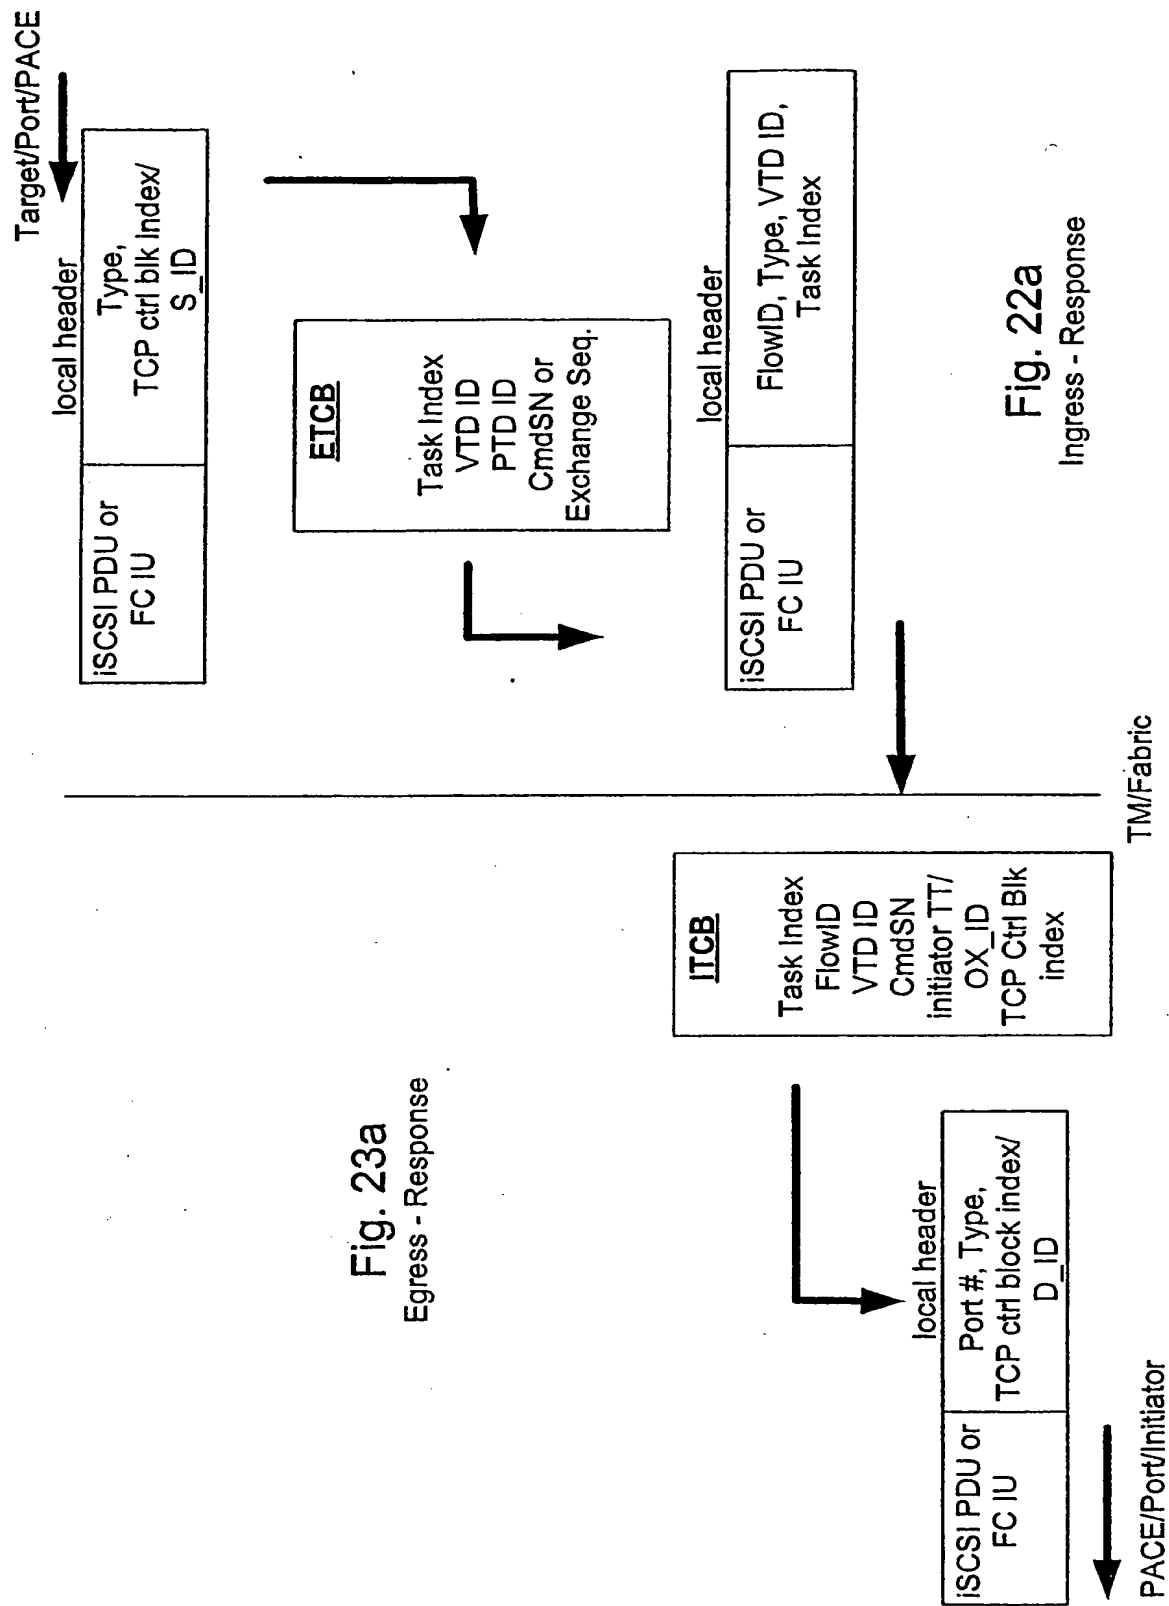 Target/Port/PACE
local header
iSCSI PDU or
FC IU
Type,
TCP ctrl blk Index/
S_ID
ETCB
Task Index
VTD ID
PTD ID
CmdSN or
Exchange Seq.
local header
iSCSI PDU or
FC IU
FlowID, Type, VTD ID,
Task Index
Fig. 22a
Ingress - Response
TM/Fabric
ITCB
Task Index
FlowID
VTD ID
CmdSN
initiator TT/
OX_ID
TCP Ctrl Blk
index
Fig. 23a
Egress - Response
local header
iSCSI PDU or
FC IU
Port #, Type,
TCP ctrl block index/
D_ID
PACE/Port/Initiator